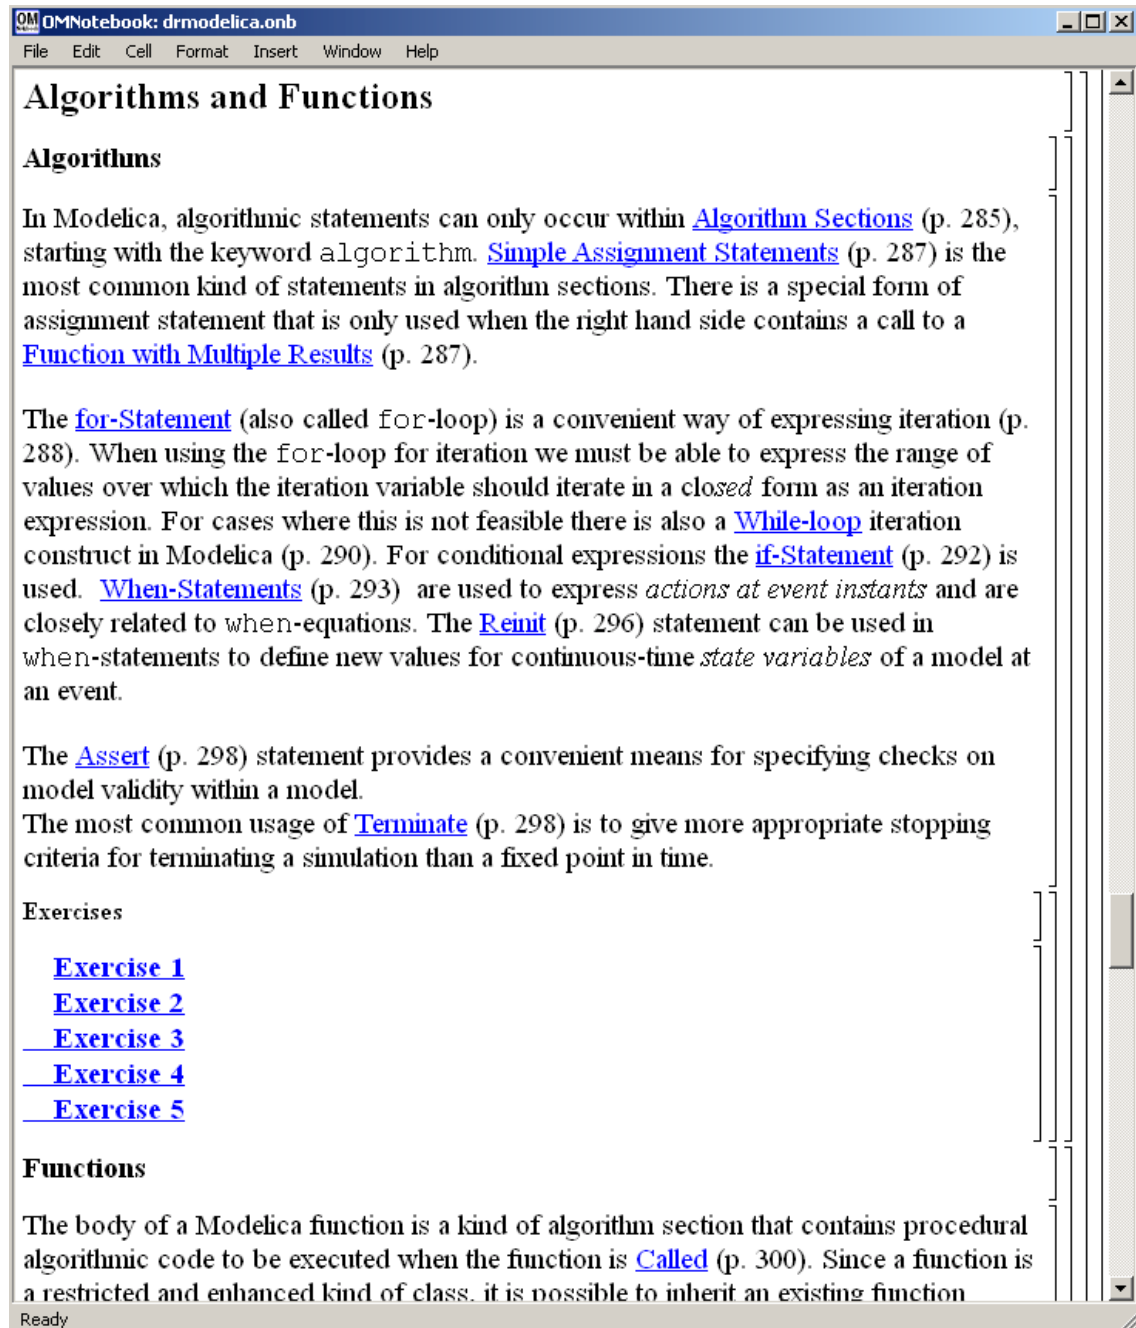 OMNotebook: drmodelica.onb
File Edit Cell Format Insert Window Help
Algorithms and Functions
Algorithms
In Modelica, algorithmic statements can only occur within Algorithm Sections (p. 285),
starting with the keyword algorithm. Simple Assignment Statements (p. 287) is the
most common kind of statements in algorithm sections. There is a special form of
assignment statement that is only used when the right hand side contains a call to a
Function with Multiple Results (p. 287).
The for-Statement (also called for-loop) is a convenient way of expressing iteration (p.
288). When using the for-loop for iteration we must be able to express the range of
values over which the iteration variable should iterate in a closed form as an iteration
expression. For cases where this is not feasible there is also a While-loop iteration
construct in Modelica (p. 290). For conditional expressions the if-Statement (p. 292) is
used. When-Statements (p. 293) are used to express actions at event instants and are
closely related to when-equations. The Reinit (p. 296) statement can be used in
when-statements to define new values for continuous-time state variables of a model at
an event.
The Assert (p. 298) statement provides a convenient means for specifying checks on
model validity within a model.
The most common usage of Terminate (p. 298) is to give more appropriate stopping
criteria for terminating a simulation than a fixed point in time.
Exercises
Exercise 1
Exercise 2
Exercise 3
Exercise 4
Exercise 5
Functions
The body of a Modelica function is a kind of algorithm section that contains procedural
algorithmic code to be executed when the function is Called (p. 300). Since a function is
a restricted and enhanced kind of class, it is possible to inherit an existing function
Ready